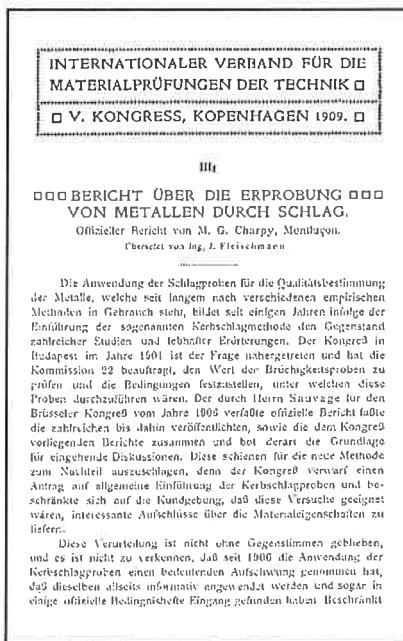 INTERNATIONALER VERBAND FÜR DIE
MATERIALPRÜFUNGEN DER TECHNIK □
□ V. KONGRESS, KOPENHAGEN 1909. □
III₁
□□□ BERICHT ÜBER DIE ERPROBUNG □□□
VON METALLEN DURCH SCHLAG.
Offizieller Bericht von M. G. Charpy, Montluçon.
Übersetzt von Ing. J. Fleischmann
Die Anwendung der Schlagproben für die Qualitätsbestimmung
der Metalle, welche seit langem nach verschiedenen empirischen
Methoden in Gebrauch steht, bildet seit einigen Jahren infolge der
Einführung der sogenannten Kerbschlagmethode den Gegenstand
zahlreicher Studien und lebhafter Erörterungen. Der Kongreß in
Budapest im Jahre 1901 ist der Frage nähergetreten und hat die
Kommission 22 beauftragt, den Wert der Brüchigkeitsproben zu
prüfen und die Bedingungen festzustellen, unter welchen diese
Proben durchzuführen wären. Der durch Herrn Sauvage für den
Brüsseler Kongreß vom Jahre 1906 verfaßte offizielle Bericht faßte
die zahlreichen bis dahin veröffentlichten, sowie die dem Kongreß
vorliegenden Berichte zusammen und bot derart die Grundlage
für eingehende Diskussionen. Diese schienen für die neue Methode
zum Nachteil auszuschlagen, denn der Kongreß verwarf einen
Antrag auf allgemeine Einführung der Kerbschlagproben und be-
schränkte sich auf die Kundgebung, daß diese Versuche geeignet
wären, interessante Aufschlüsse über die Materialeigenschaften zu
liefern.
Diese Verurteilung ist nicht ohne Gegenstimmen geblieben,
und es ist nicht zu verkennen, daß seit 1906 die Anwendung der
Kerbschlagproben einen bedeutenden Aufschwung genommen hat,
daß dieselben allseits informativ angewendet werden und sogar in
einige offizielle Bedingnishefte Eingang gefunden haben. Beschränkt